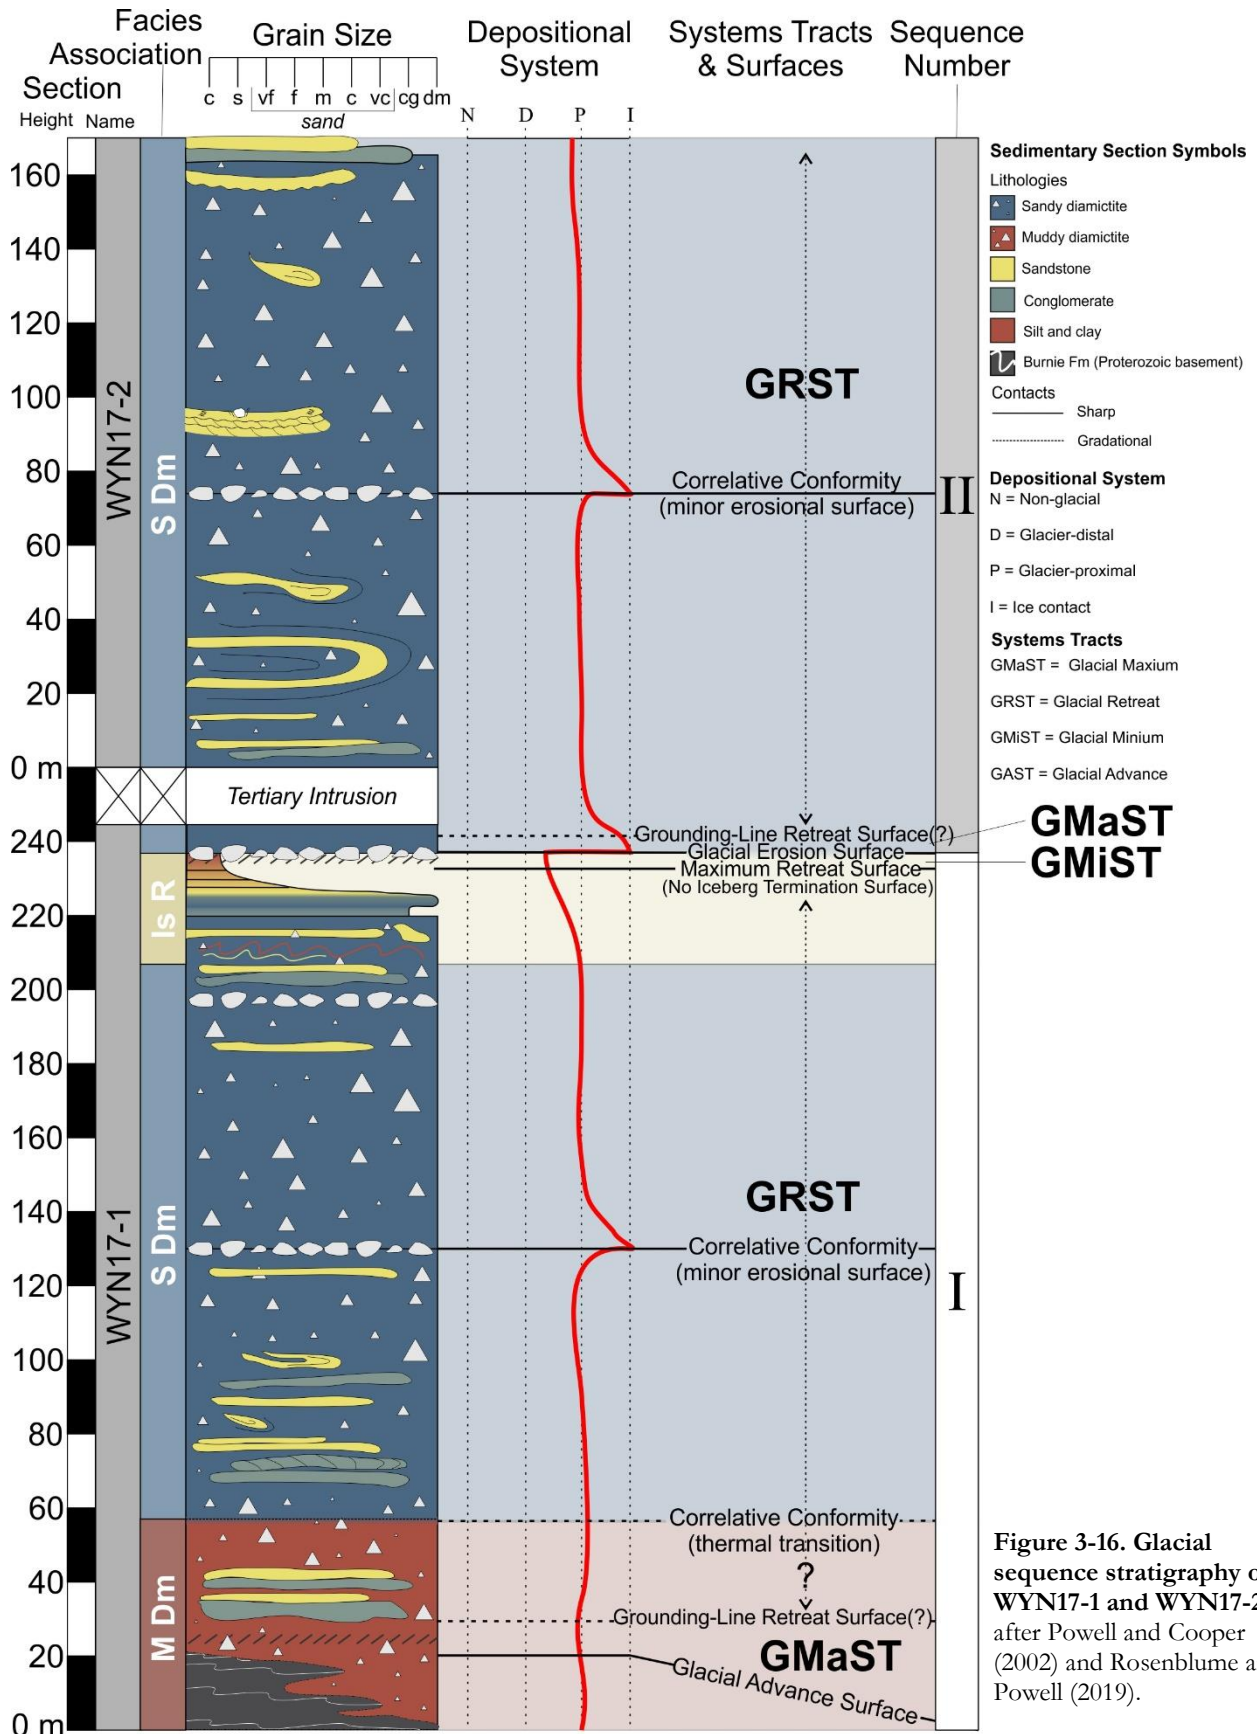 Facies
Association
Section
Height Name
Grain Size
c s vf f m c vc cg dm
sand
Depositional
System
N D P I
Systems Tracts
& Surfaces
Sequence
Number
160
140
120
100
80
60
40
20
0 m
WYN17-2
S Dm
GRST
Correlative Conformity
(minor erosional surface)
II
Tertiary Intrusion
240
220
200
180
160
140
120
100
80
60
40
20
0 m
WYN17-1
Is R
S Dm
M Dm
Grounding-Line Retreat Surface(?)
Glacial Erosion Surface
Maximum Retreat Surface
(No Iceberg Termination Surface)
GMaST
GMiST
GRST
Correlative Conformity
(minor erosional surface)
I
Correlative Conformity
(thermal transition)
?
Grounding-Line Retreat Surface(?)
GMaST
Glacial Advance Surface
Sedimentary Section Symbols
Lithologies
Sandy diamictite
Muddy diamictite
Sandstone
Conglomerate
Silt and clay
Burnie Fm (Proterozoic basement)
Contacts
Sharp
Gradational
Depositional System
N = Non-glacial
D = Glacier-distal
P = Glacier-proximal
I = Ice contact
Systems Tracts
GMaST = Glacial Maxium
GRST = Glacial Retreat
GMiST = Glacial Minium
GAST = Glacial Advance
Figure 3-16. Glacial
sequence stratigraphy o
WYN17-1 and WYN17-2
after Powell and Cooper
(2002) and Rosenblume a
Powell (2019).